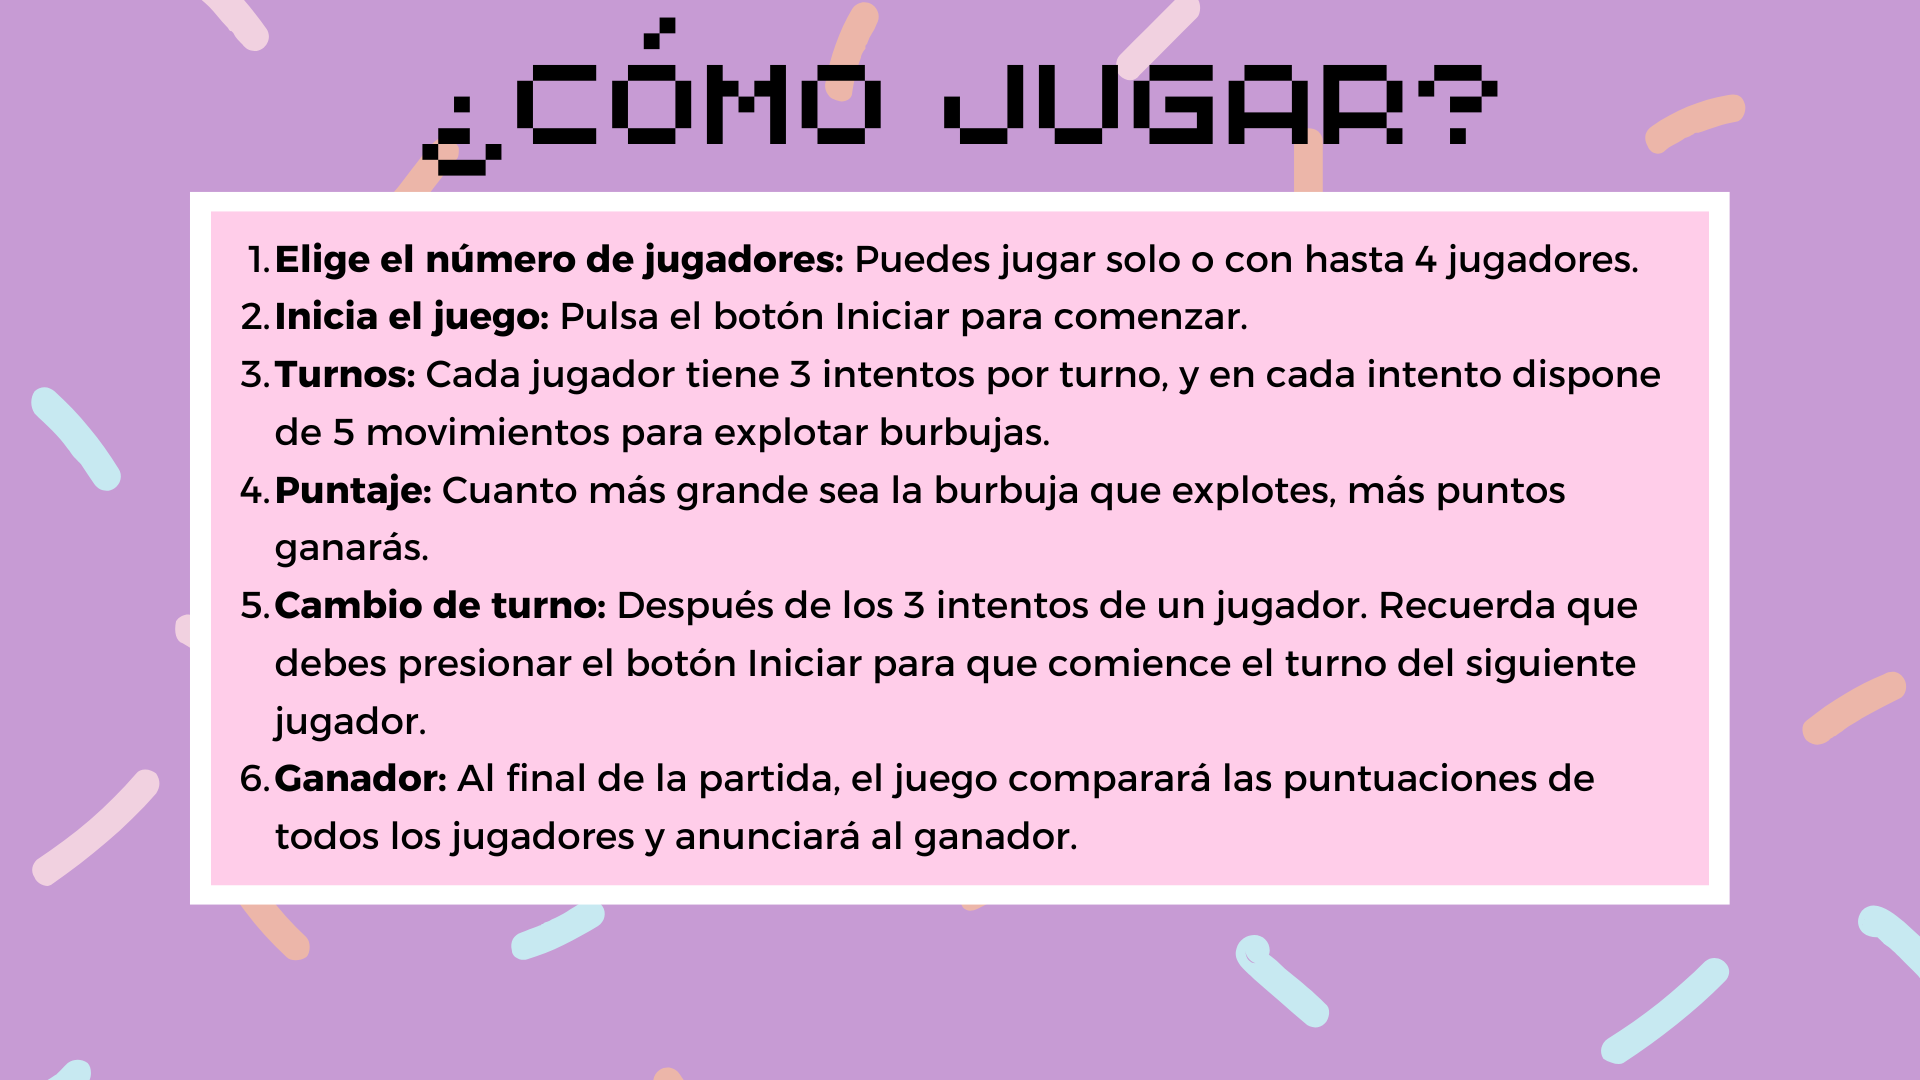 ¿CÓMO JUGAR?
1. Elige el número de jugadores: Puedes jugar solo o con hasta 4 jugadores.
2. Inicia el juego: Pulsa el botón Iniciar para comenzar.
3. Turnos: Cada jugador tiene 3 intentos por turno, y en cada intento dispone
de 5 movimientos para explotar burbujas.
4. Puntaje: Cuanto más grande sea la burbuja que explotes, más puntos
ganarás.
5. Cambio de turno: Después de los 3 intentos de un jugador. Recuerda que
debes presionar el botón Iniciar para que comience el turno del siguiente
jugador.
6. Ganador: Al final de la partida, el juego comparará las puntuaciones de
todos los jugadores y anunciará al ganador.